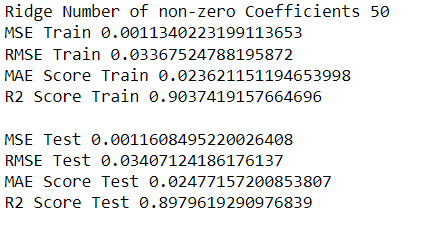 Ridge Number of non-zero Coefficients 50
MSE Train 0.0011340223199113653
RMSE Train 0.03367524788195872
MAE Score Train 0.023621151194653998
R2 Score Train 0.9037419157664696
MSE Test 0.0011608495220026408
RMSE Test 0.03407124186176137
MAE Score Test 0.02477157200853807
R2 Score Test 0.8979619290976839